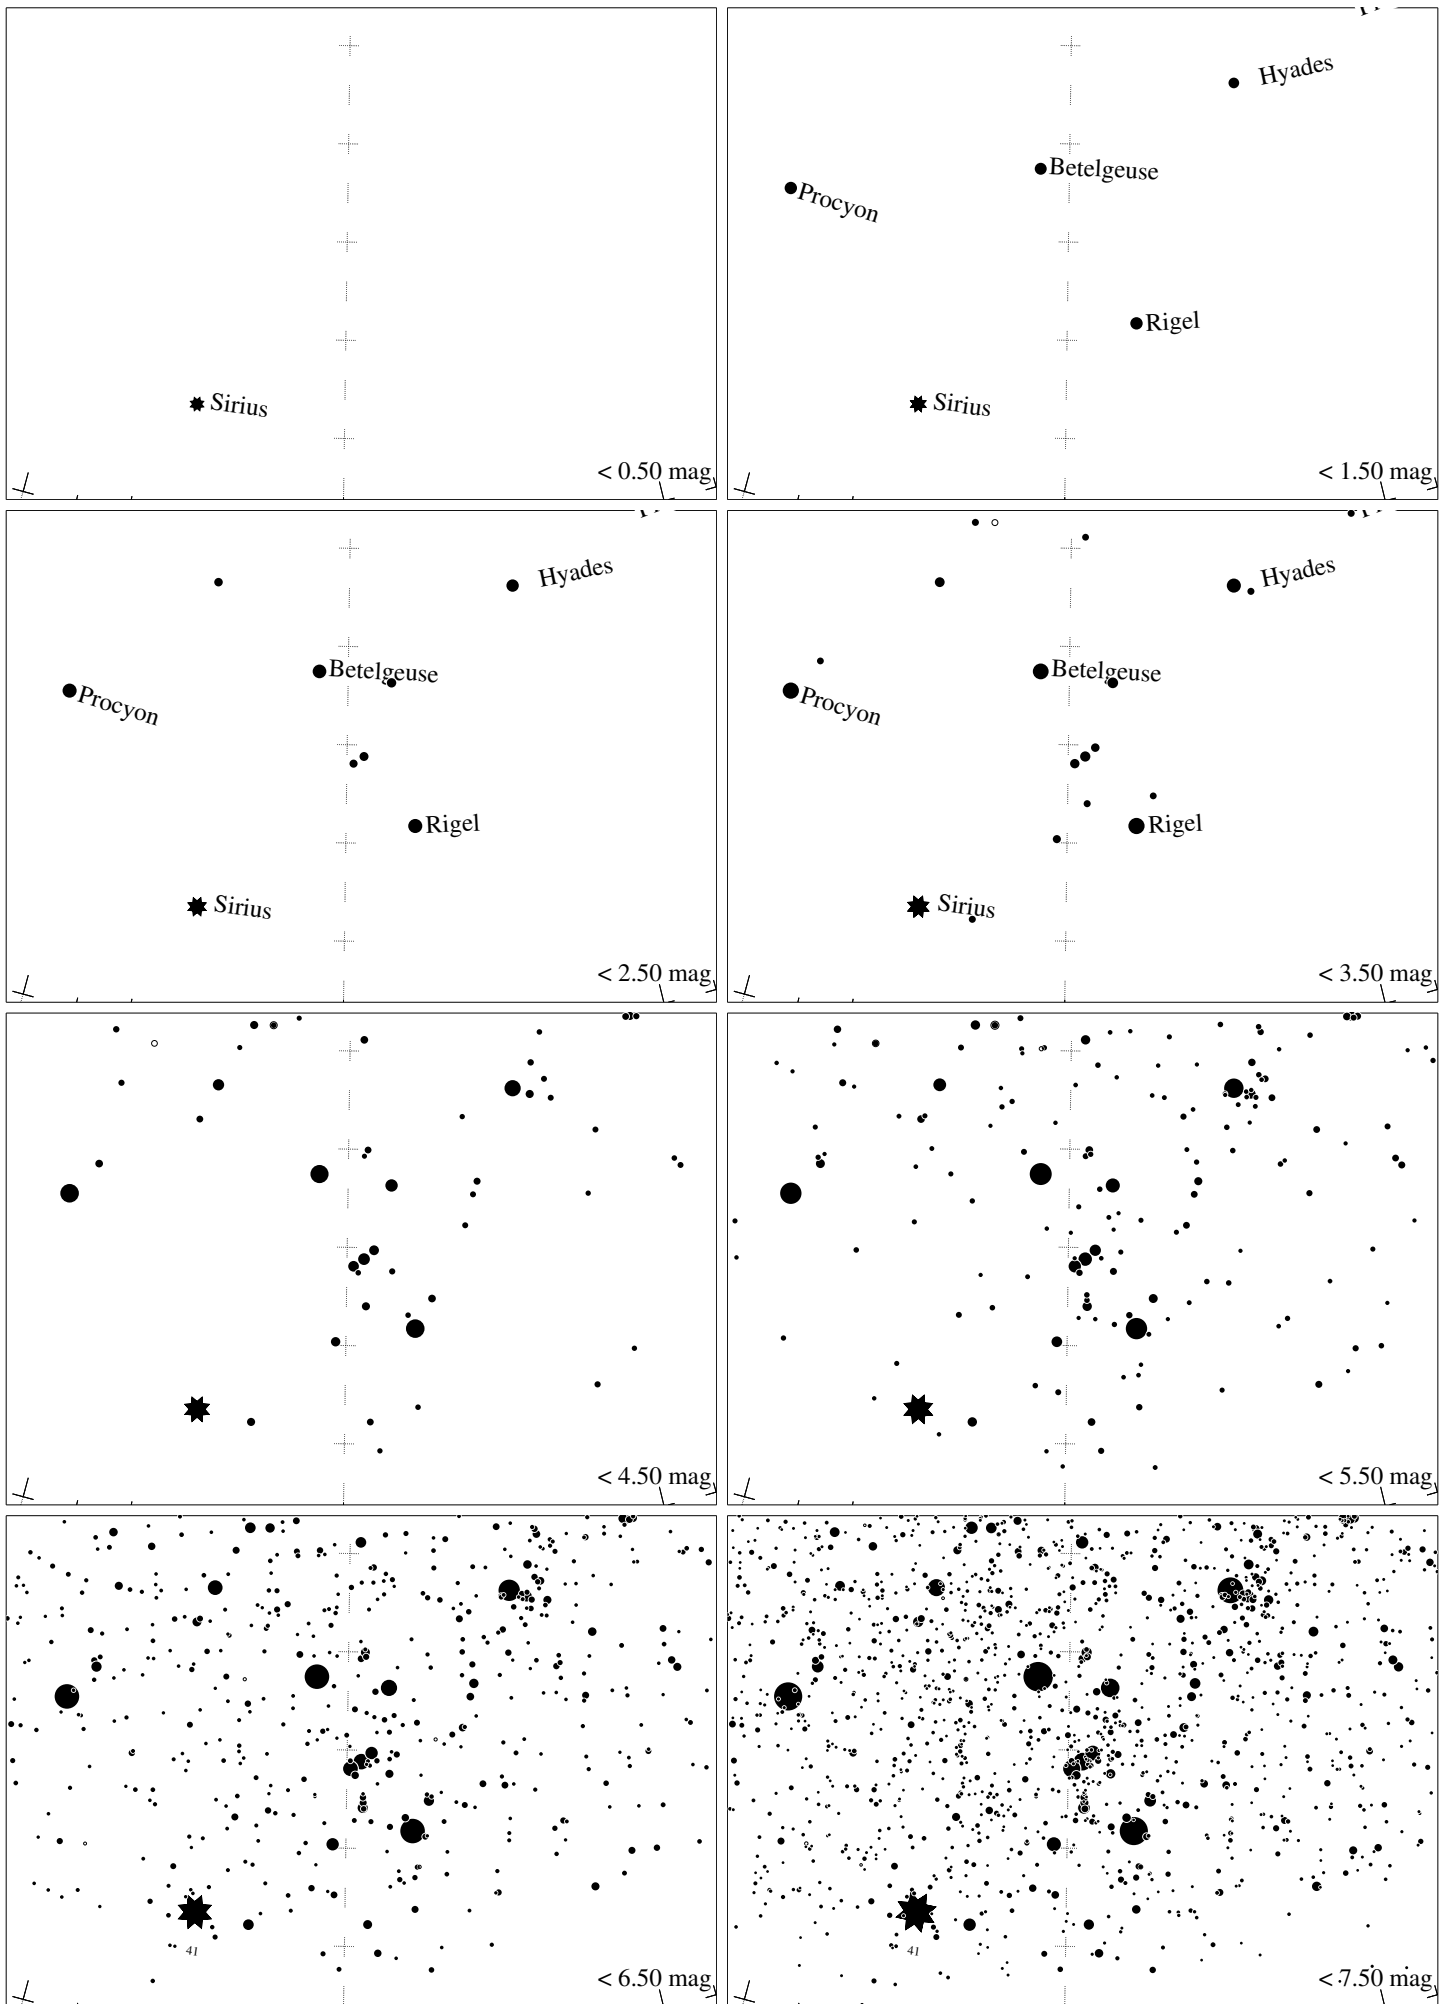 Sirius
< 0.50 mag
Hyades
Betelgeuse
Procyon
Rigel
Sirius
< 1.50 mag
Hyades
Betelgeuse
Procyon
Rigel
Sirius
< 2.50 mag
Hyades
Betelgeuse
Procyon
Rigel
Sirius
< 3.50 mag
< 4.50 mag
< 5.50 mag
41
< 6.50 mag
41
< 7.50 mag